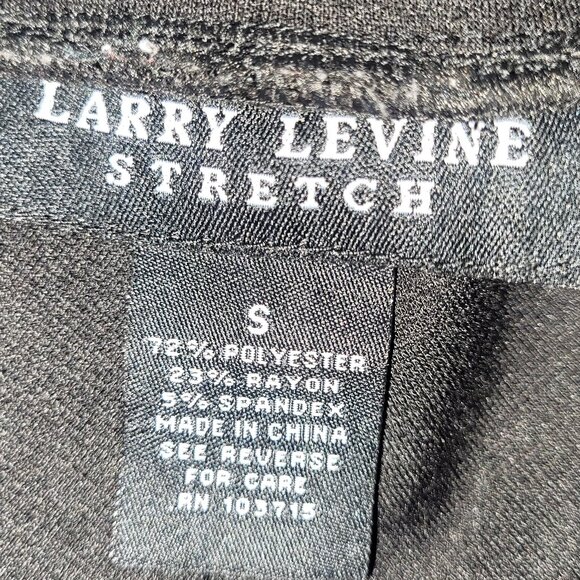 LARRY LEVINE
STRETCH
S
72% POLYESTER
23% RAYON
5% SPANDEX
MADE IN CHINA
SEE REVERSE
FOR CARE
RN 103715